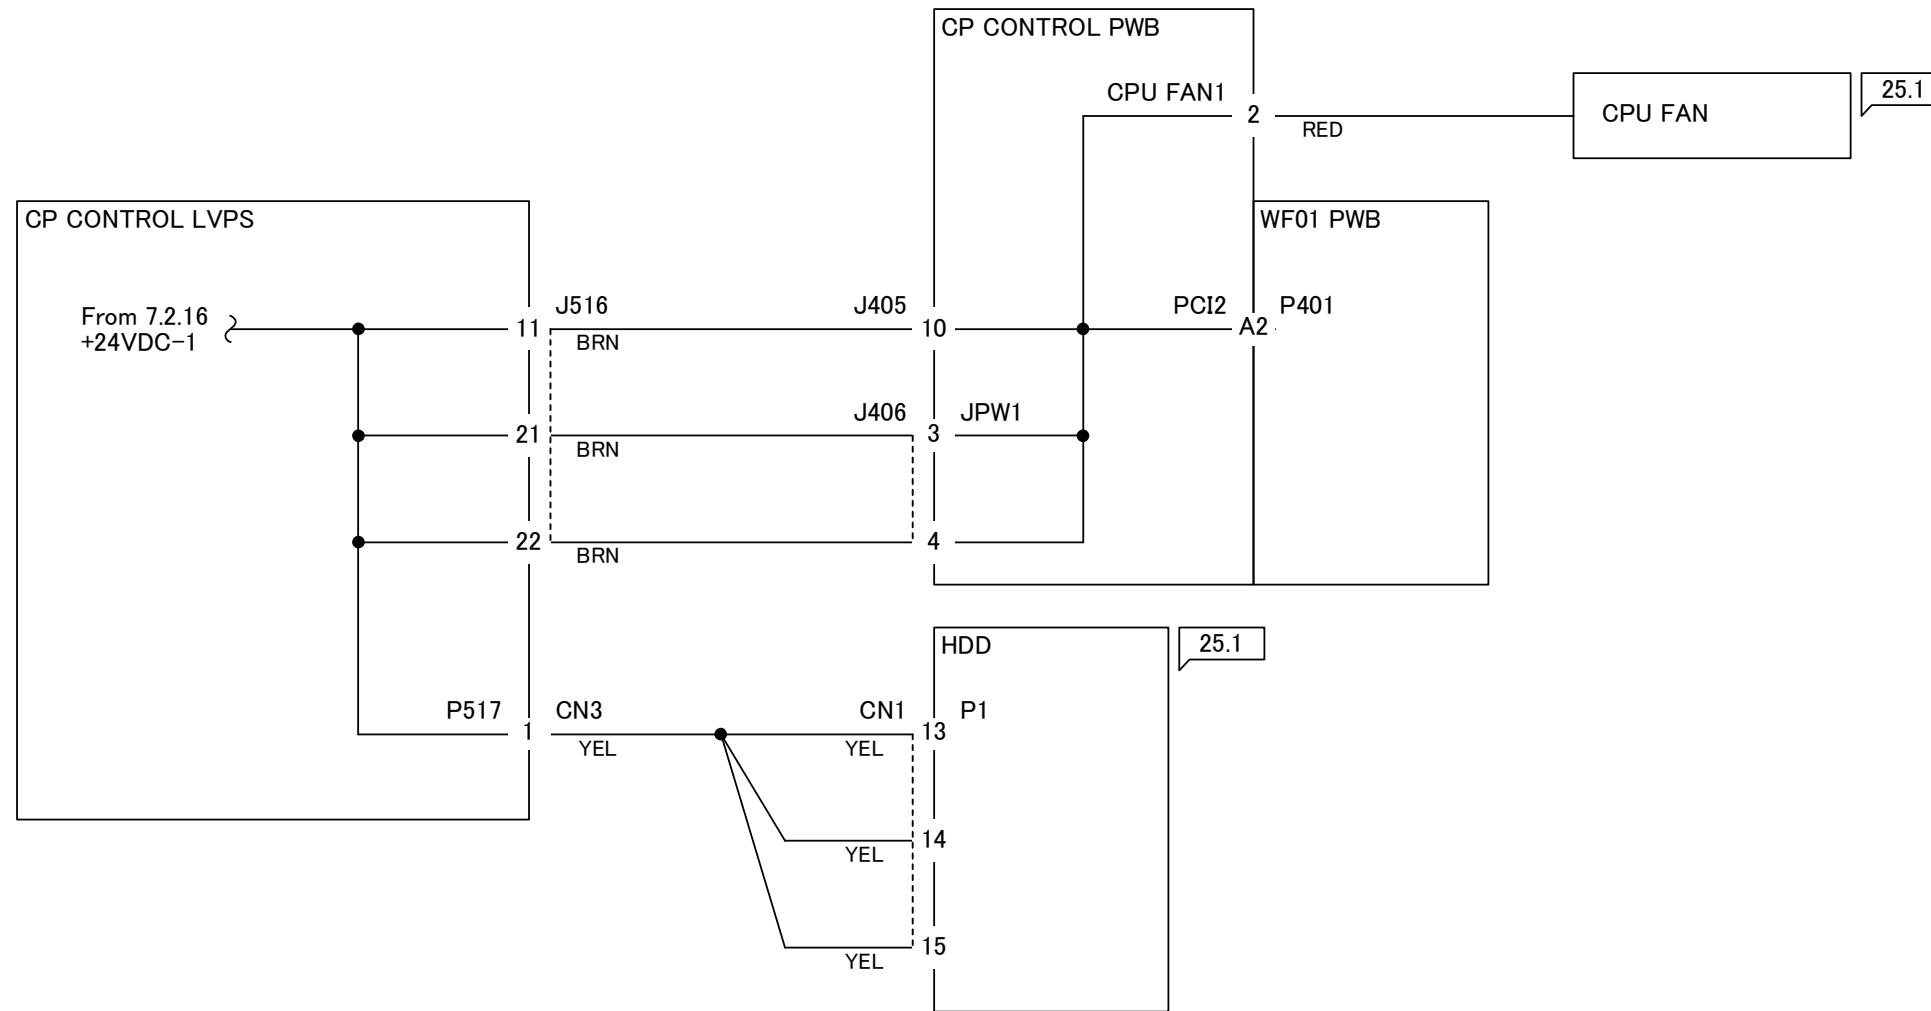 CP CONTROL PWB
CPU FAN1
2
RED
CPU FAN
25.1
CP CONTROL LVPS
WF01 PWB
From 7.2.16
+24VDC-1
11
J516
BRN
J405
10
PCI2
A2
P401
21
BRN
J406
3
JPW1
22
BRN
4
HDD
25.1
P517
1
CN3
YEL
CN1
YEL
13
P1
14
YEL
15
YEL